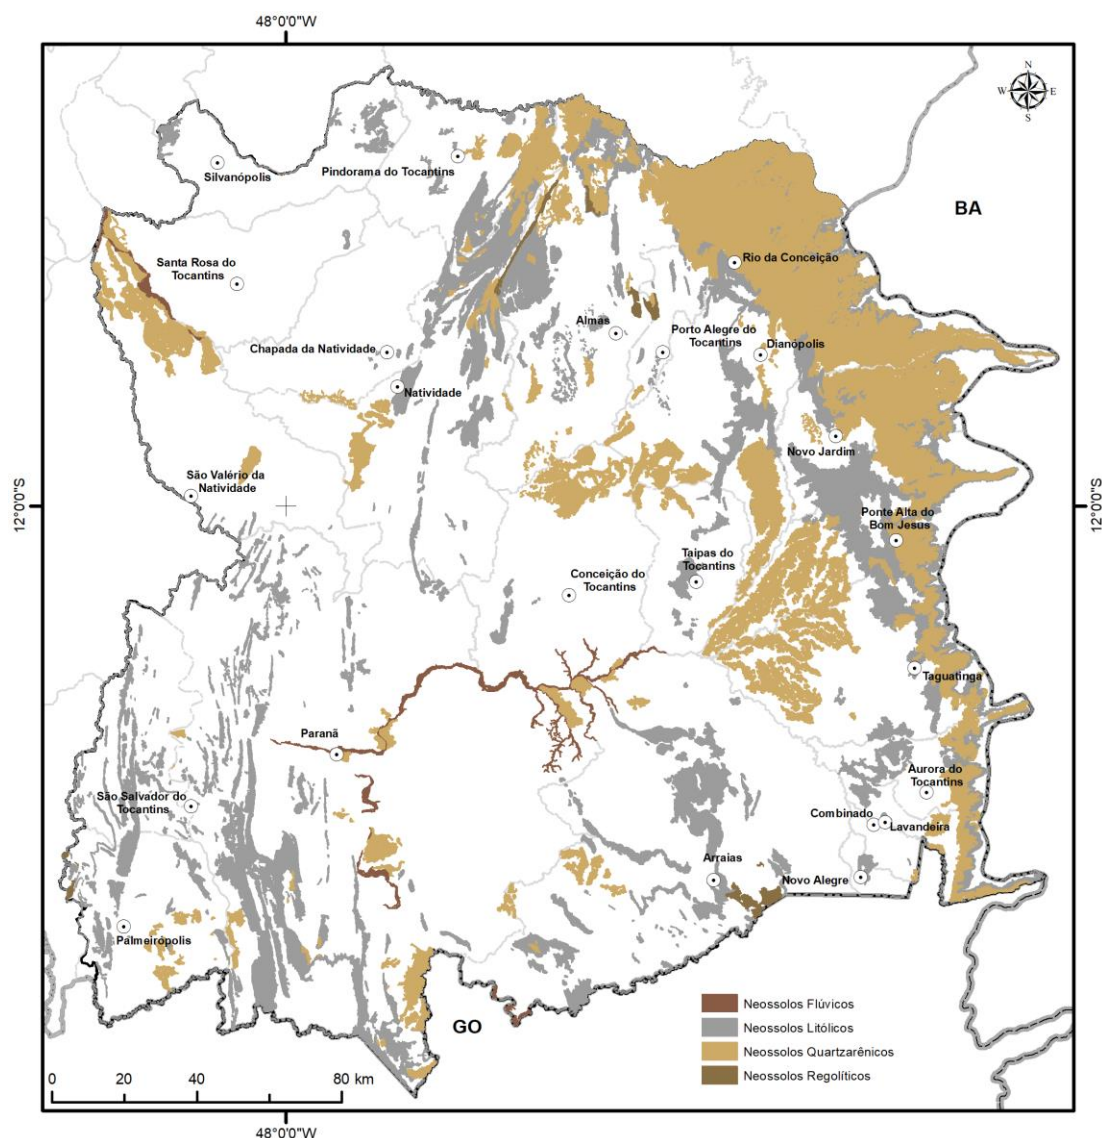 48°0'0"W
N
W
E
S
BA
Silvanópolis
Pindorama do Tocantins
Santa Rosa do
Tocantins
Rio da Conceição
Almas
Porto Alegre do
Tocantins
Dianópolis
Chapada da Natividade
Natividade
Novo Jardim
São Valério da
Natividade
12°0'0"S
12°0'0"S
Ponte Alta do
Bom Jesus
Taipas do
Tocantins
Conceição do
Tocantins
Taguatinga
Paranã
São Salvador do
Tocantins
Aurora do
Tocantins
Combinado
Lavandeira
Arraias
Novo Alegre
Palmeirópolis
GO
Neossolos Flúvicos
Neossolos Litólicos
Neossolos Quartzarênicos
Neossolos Regolíticos
0 20 40 80 km
48°0'0"W